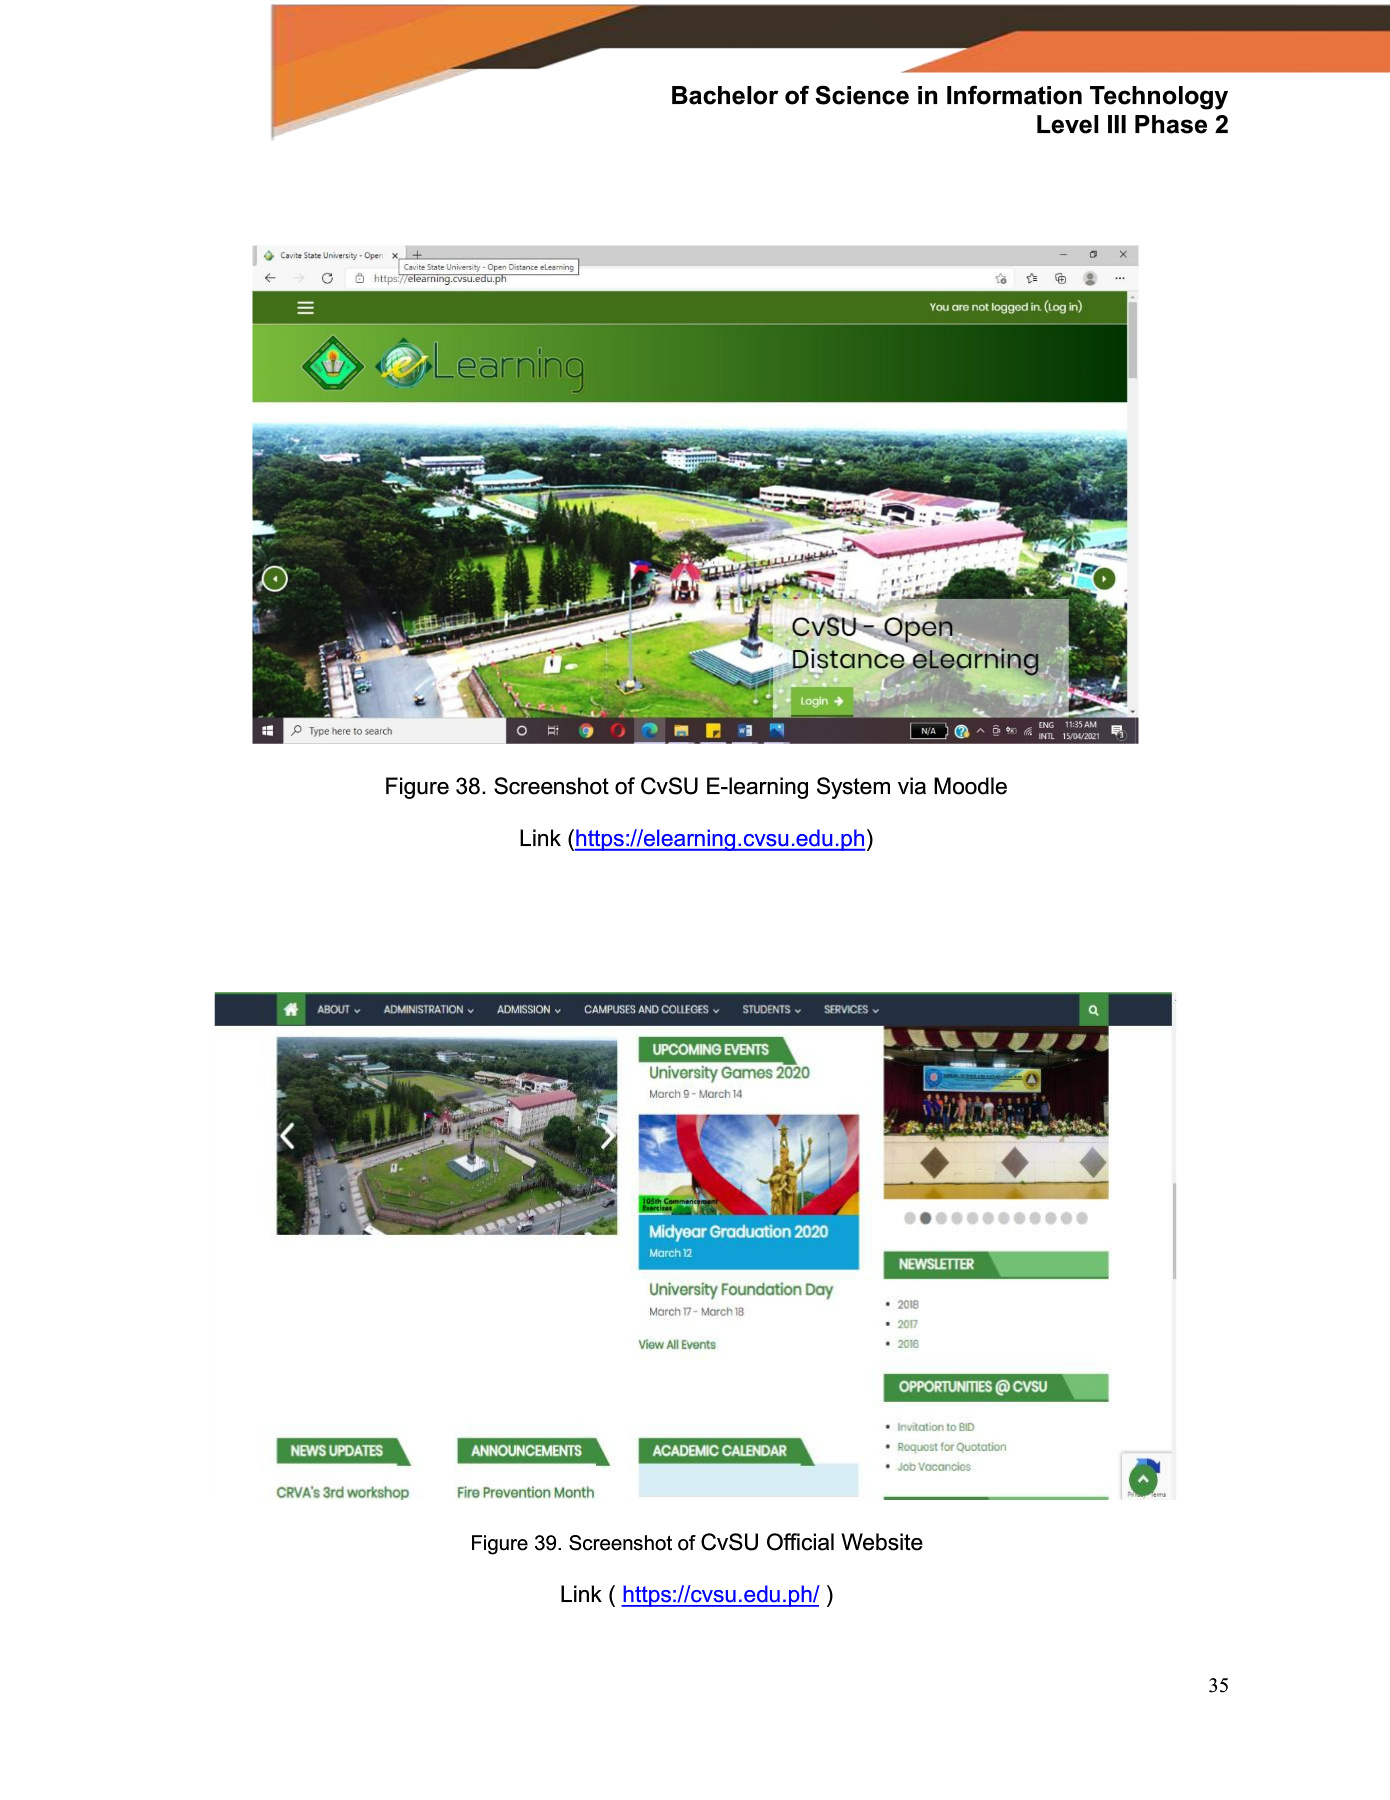 Bachelor of Science in Information Technology
Level III Phase 2
Cavite State University - Open
Cavite State University - Open Distance eLearning
https://elearning.cvsu.edu.ph
You are not logged in. (Log in)
eLearning
CvSU - Open
Distance eLearning
Login
Type here to search
N/A
ENG
INTL
11:35 AM
15/04/2021
3
Figure 38. Screenshot of CvSU E-learning System via Moodle
Link (https://elearning.cvsu.edu.ph)
ABOUT ADMINISTRATION ADMISSION CAMPUSES AND COLLEGES STUDENTS SERVICES
UPCOMING EVENTS
University Games 2020
March 9 - March 14
105th Commencement
Exercises
Midyear Graduation 2020
March 12
University Foundation Day
March 17 - March 18
View All Events
NEWSLETTER
2018
2017
2016
OPPORTUNITIES @ CVSU
Invitation to BID
Request for Quotation
Job Vacancies
NEWS UPDATES
CRVA's 3rd workshop
ANNOUNCEMENTS
Fire Prevention Month
ACADEMIC CALENDAR
Figure 39. Screenshot of CvSU Official Website
Link ( https://cvsu.edu.ph/ )
35